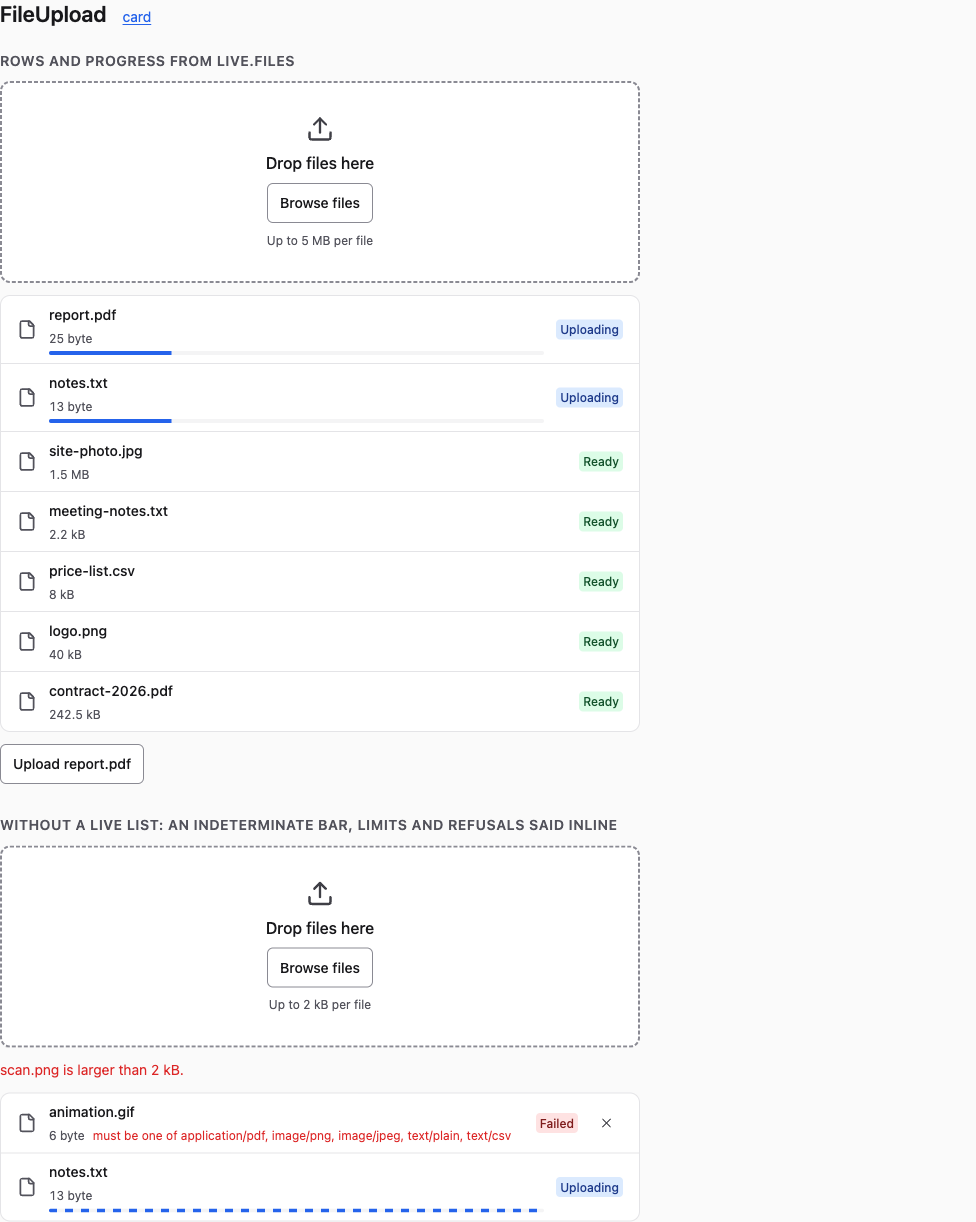 FileUpload card
ROWS AND PROGRESS FROM LIVE.FILES
Drop files here
Browse files
Up to 5 MB per file
report.pdf
25 byte
Uploading
notes.txt
13 byte
Uploading
site-photo.jpg
1.5 MB
Ready
meeting-notes.txt
2.2 kB
Ready
price-list.csv
8 kB
Ready
logo.png
40 kB
Ready
contract-2026.pdf
242.5 kB
Ready
Upload report.pdf
WITHOUT A LIVE LIST: AN INDETERMINATE BAR, LIMITS AND REFUSALS SAID INLINE
Drop files here
Browse files
Up to 2 kB per file
scan.png is larger than 2 kB.
animation.gif
6 byte must be one of application/pdf, image/png, image/jpeg, text/plain, text/csv
Failed
notes.txt
13 byte
Uploading